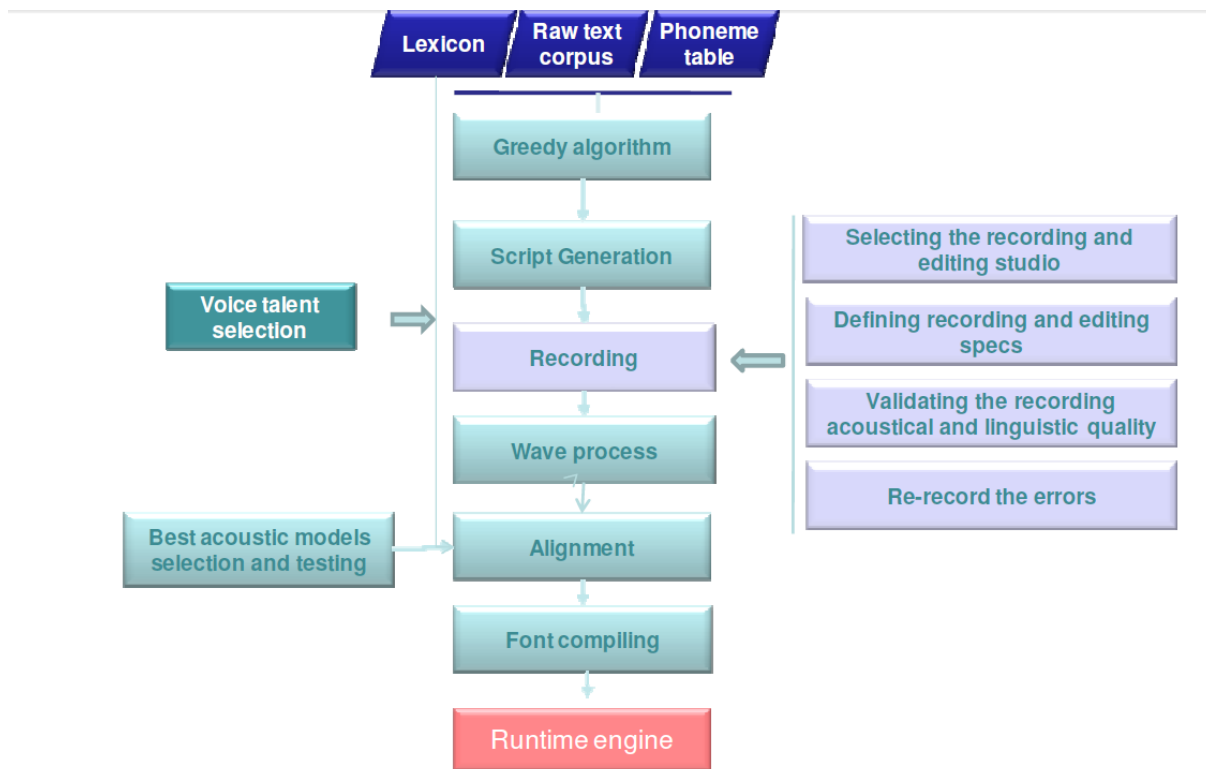 Lexicon
Raw text
corpus
Phoneme
table
Greedy algorithm
Script Generation
Selecting the recording and
editing studio
Voice talent
selection
Defining recording and editing
specs
Recording
Validating the recording
acoustical and linguistic quality
Wave process
Re-record the errors
Best acoustic models
selection and testing
Alignment
Font compiling
Runtime engine